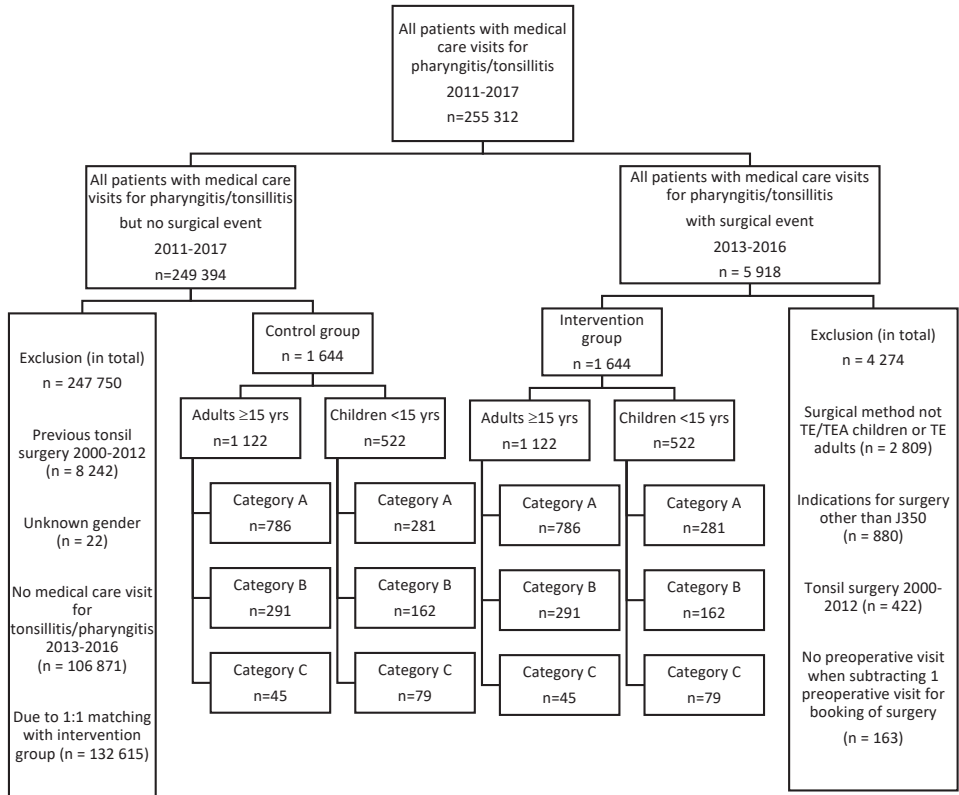 All patients with medical
care visits for
pharyngitis/tonsillitis
2011-2017
n=255 312
All patients with medical care
visits for pharyngitis/tonsillitis
but no surgical event
2011-2017
n=249 394
All patients with medical care visits
for pharyngitis/tonsillitis
with surgical event
2013-2016
n = 5 918
Exclusion (in total)
n = 247 750
Previous tonsil
surgery 2000-2012
(n = 8 242)
Unknown gender
(n = 22)
No medical care visit
for
tonsillitis/pharyngitis
2013-2016
(n = 106 871)
Due to 1:1 matching
with intervention
group (n = 132 615)
Control group
n = 1 644
Adults ≥15 yrs
n=1 122
Category A
n=786
Category B
n=291
Category C
n=45
Children <15 yrs
n=522
Category A
n=281
Category B
n=162
Category C
n=79
Intervention
group
n =1 644
Adults ≥15 yrs
n=1 122
Category A
n=786
Category B
n=291
Category C
n=45
Children <15 yrs
n=522
Category A
n=281
Category B
n=162
Category C
n=79
Exclusion (in total)
n = 4 274
Surgical method not
TE/TEA children or TE
adults (n = 2 809)
Indications for surgery
other than J350
(n = 880)
Tonsil surgery 2000-
2012 (n = 422)
No preoperative visit
when subtracting 1
preoperative visit for
booking of surgery
(n = 163)